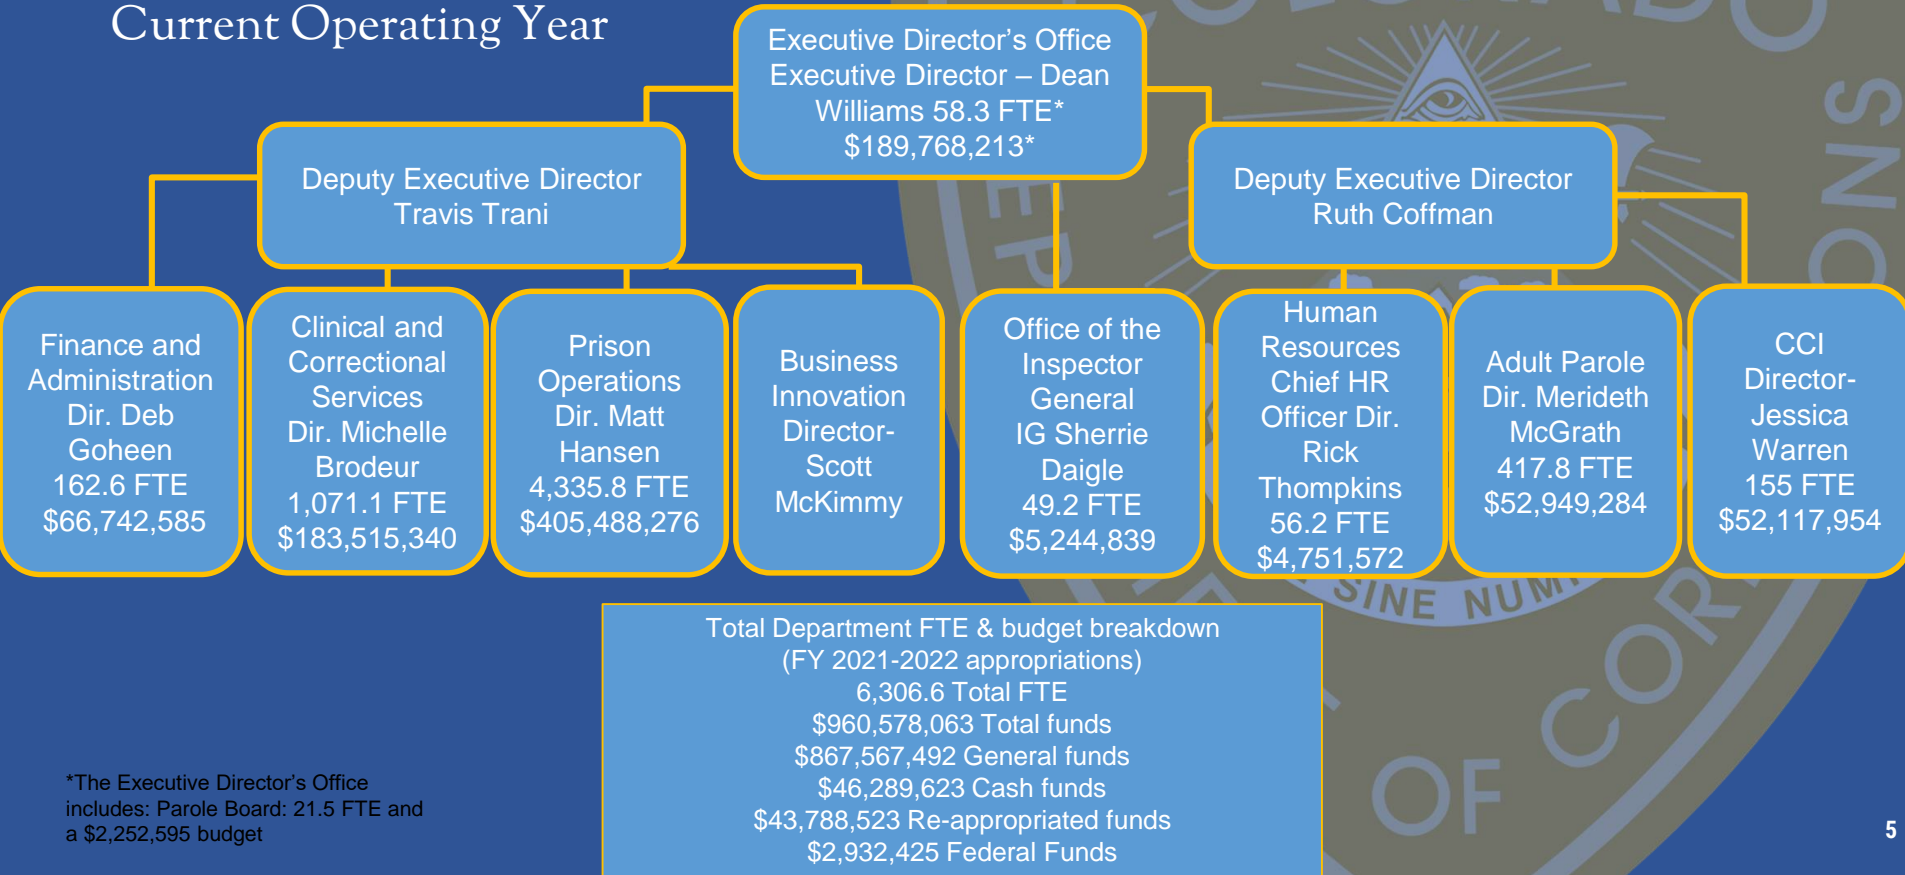 Current Operating Year
Executive Director’s Office
Executive Director – Dean
Williams 58.3 FTE*
$189,768,213*
Deputy Executive Director
Travis Trani
Deputy Executive Director
Ruth Coffman
Finance and
Administration
Dir. Deb
Goheen
162.6 FTE
$66,742,585
Clinical and
Correctional
Services
Dir. Michelle
Brodeur
1,071.1 FTE
$183,515,340
Prison
Operations
Dir. Matt
Hansen
4,335.8 FTE
$405,488,276
Business
Innovation
Director-
Scott
McKimmy
Office of the
Inspector
General
IG Sherrie
Daigle
49.2 FTE
$5,244,839
Human
Resources
Chief HR
Officer Dir.
Rick
Thompkins
56.2 FTE
$4,751,572
Adult Parole
Dir. Merideth
McGrath
417.8 FTE
$52,949,284
CCI
Director-
Jessica
Warren
155 FTE
$52,117,954
Total Department FTE & budget breakdown
(FY 2021-2022 appropriations)
6,306.6 Total FTE
$960,578,063 Total funds
$867,567,492 General funds
$46,289,623 Cash funds
$43,788,523 Re-appropriated funds
$2,932,425 Federal Funds
*The Executive Director’s Office
includes: Parole Board: 21.5 FTE and
a $2,252,595 budget
SINE
OF
5